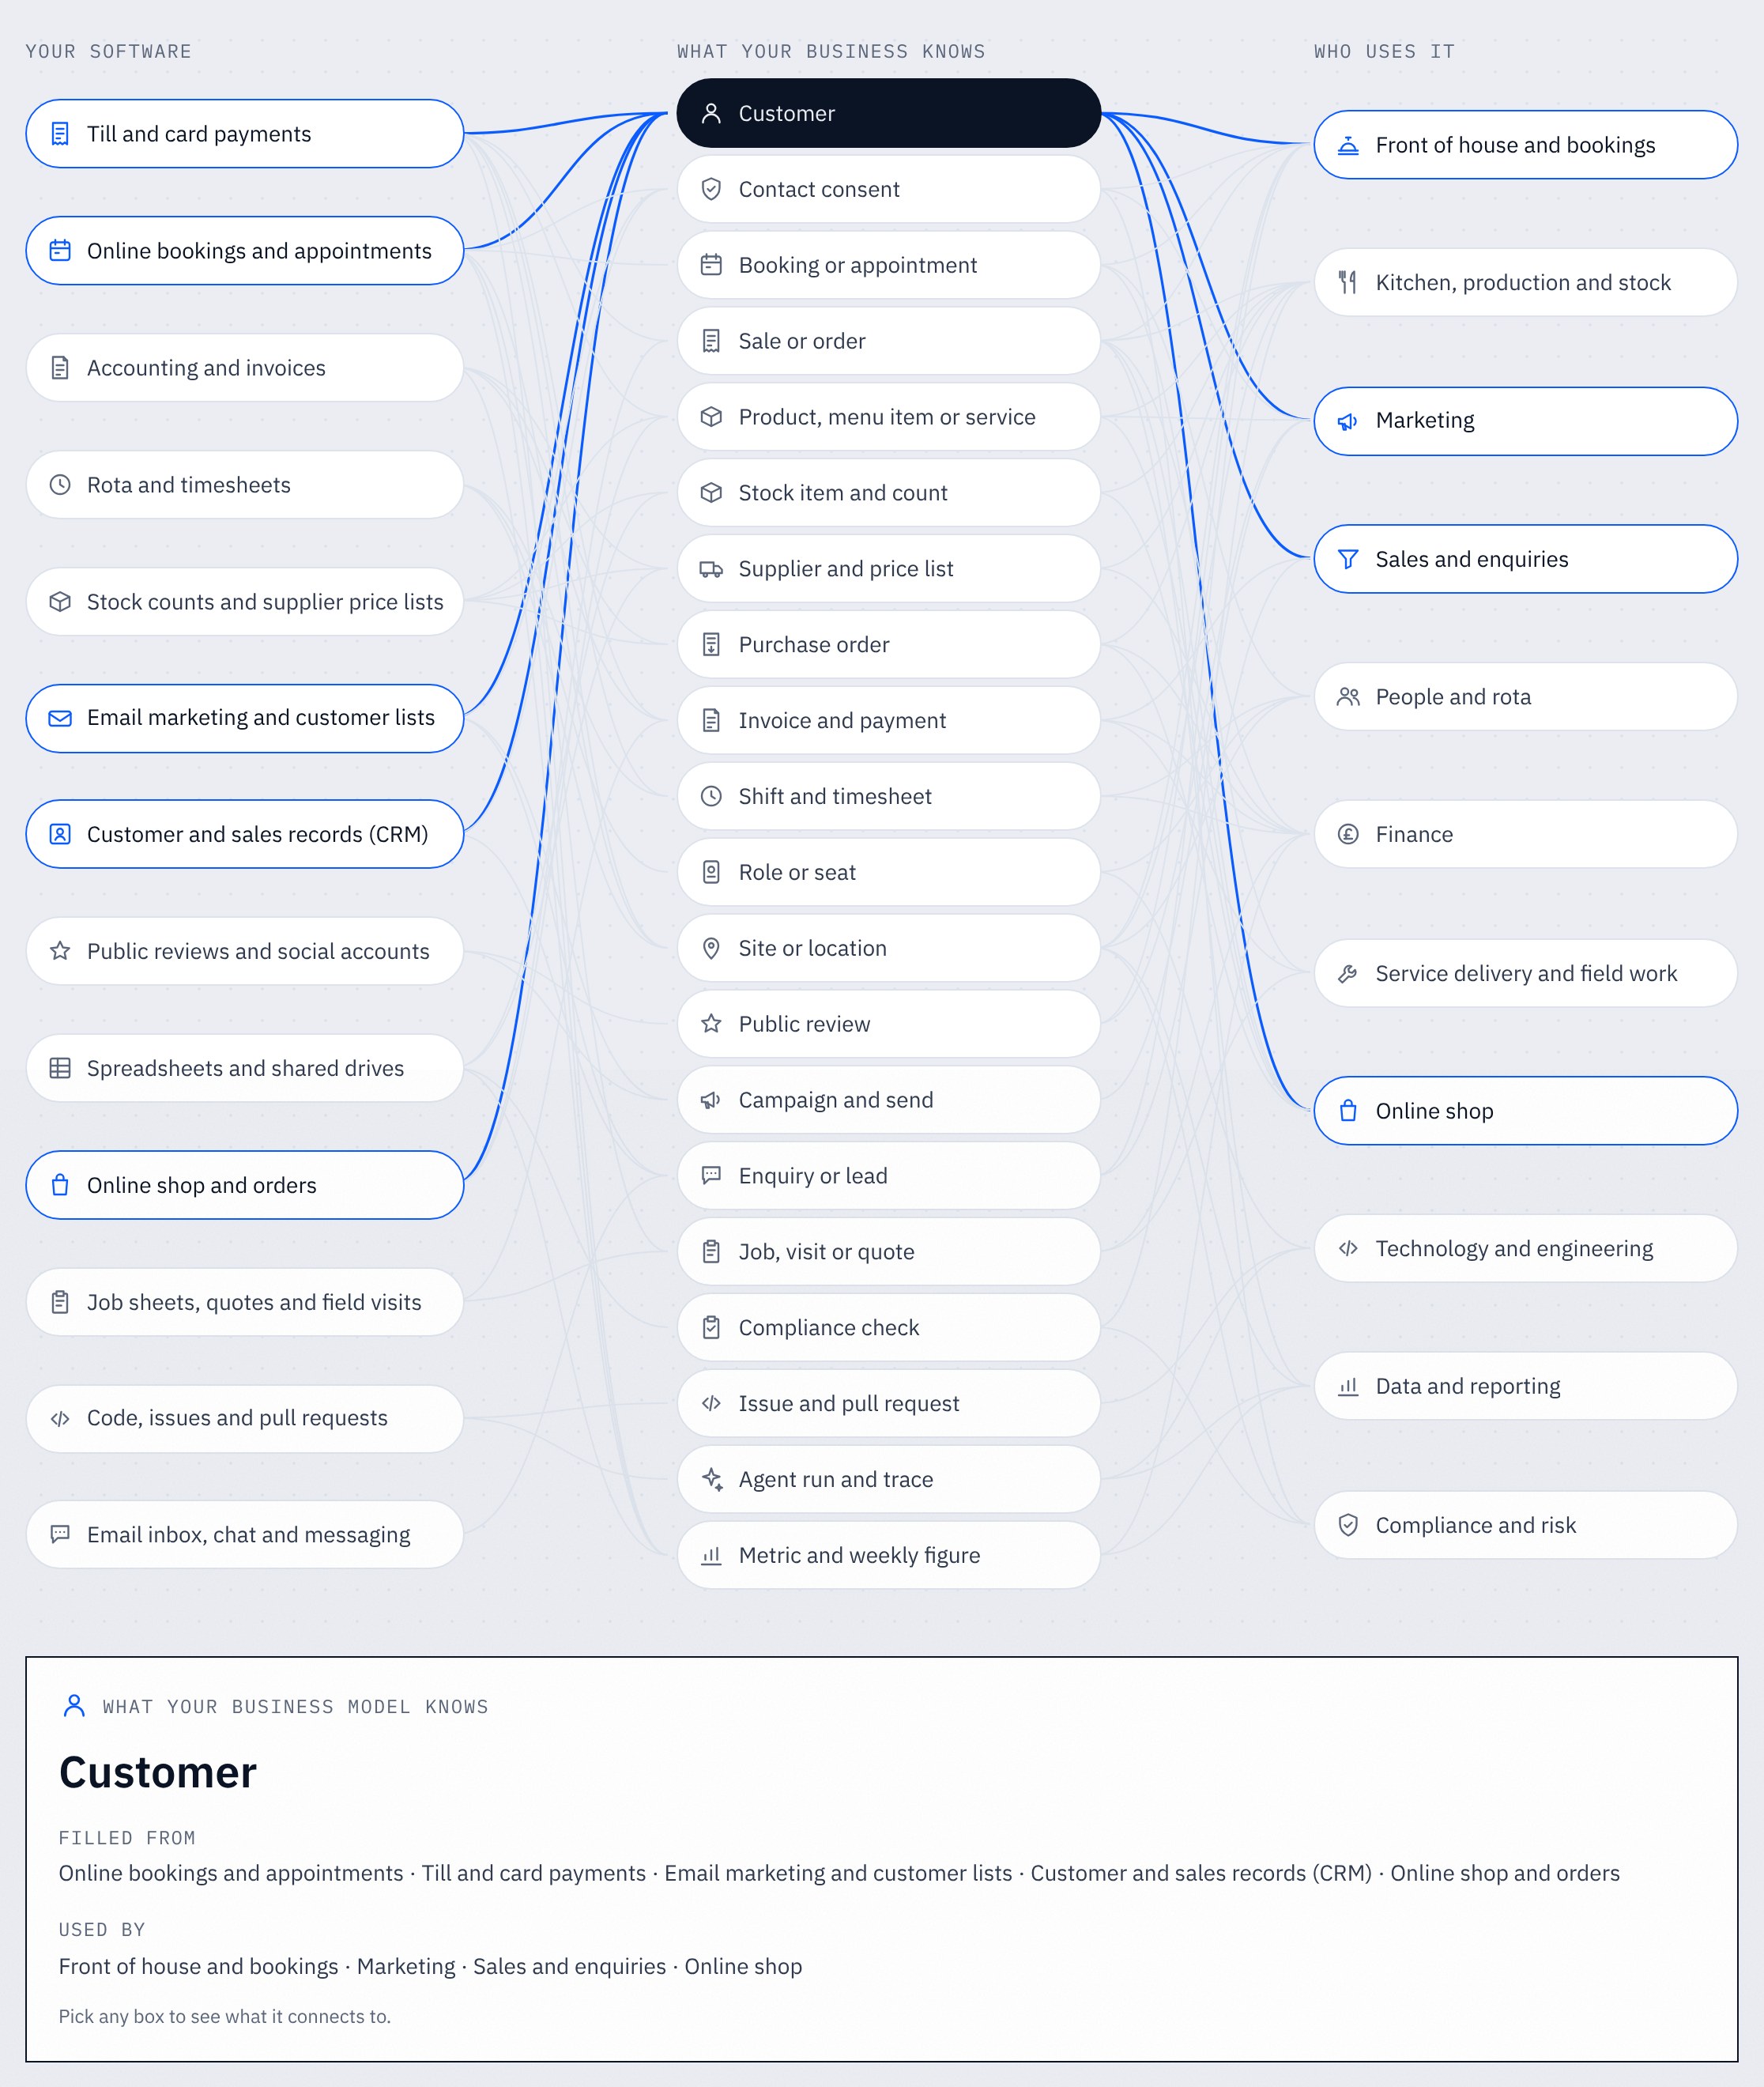 YOUR SOFTWARE
Till and card payments
Online bookings and appointments
Accounting and invoices
Rota and timesheets
Stock counts and supplier price lists
Email marketing and customer lists
Customer and sales records (CRM)
Public reviews and social accounts
Spreadsheets and shared drives
Online shop and orders
Job sheets, quotes and field visits
Code, issues and pull requests
Email inbox, chat and messaging
WHAT YOUR BUSINESS KNOWS
Customer
Contact consent
Booking or appointment
Sale or order
Product, menu item or service
Stock item and count
Supplier and price list
Purchase order
Invoice and payment
Shift and timesheet
Role or seat
Site or location
Public review
Campaign and send
Enquiry or lead
Job, visit or quote
Compliance check
Issue and pull request
Agent run and trace
Metric and weekly figure
WHO USES IT
Front of house and bookings
Kitchen, production and stock
Marketing
Sales and enquiries
People and rota
Finance
Service delivery and field work
Online shop
Technology and engineering
Data and reporting
Compliance and risk
WHAT YOUR BUSINESS MODEL KNOWS
Customer
FILLED FROM
Online bookings and appointments · Till and card payments · Email marketing and customer lists · Customer and sales records (CRM) · Online shop and orders
USED BY
Front of house and bookings · Marketing · Sales and enquiries · Online shop
Pick any box to see what it connects to.